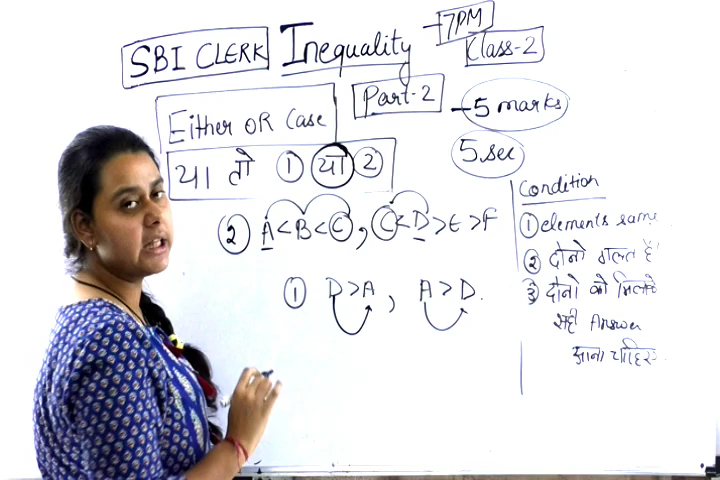 SBI CLERK Inequality - 7PM
Class-2
Part-2 - 5 marks
Either OR Case
5 sec
या तो ① या ②
Condition
① elements same
② A < B < C , C < D > E > F
② दोनो गलत है
① D > A , A > D.
③ दोनो को मिलाके
सही Answer
आना चाहिए